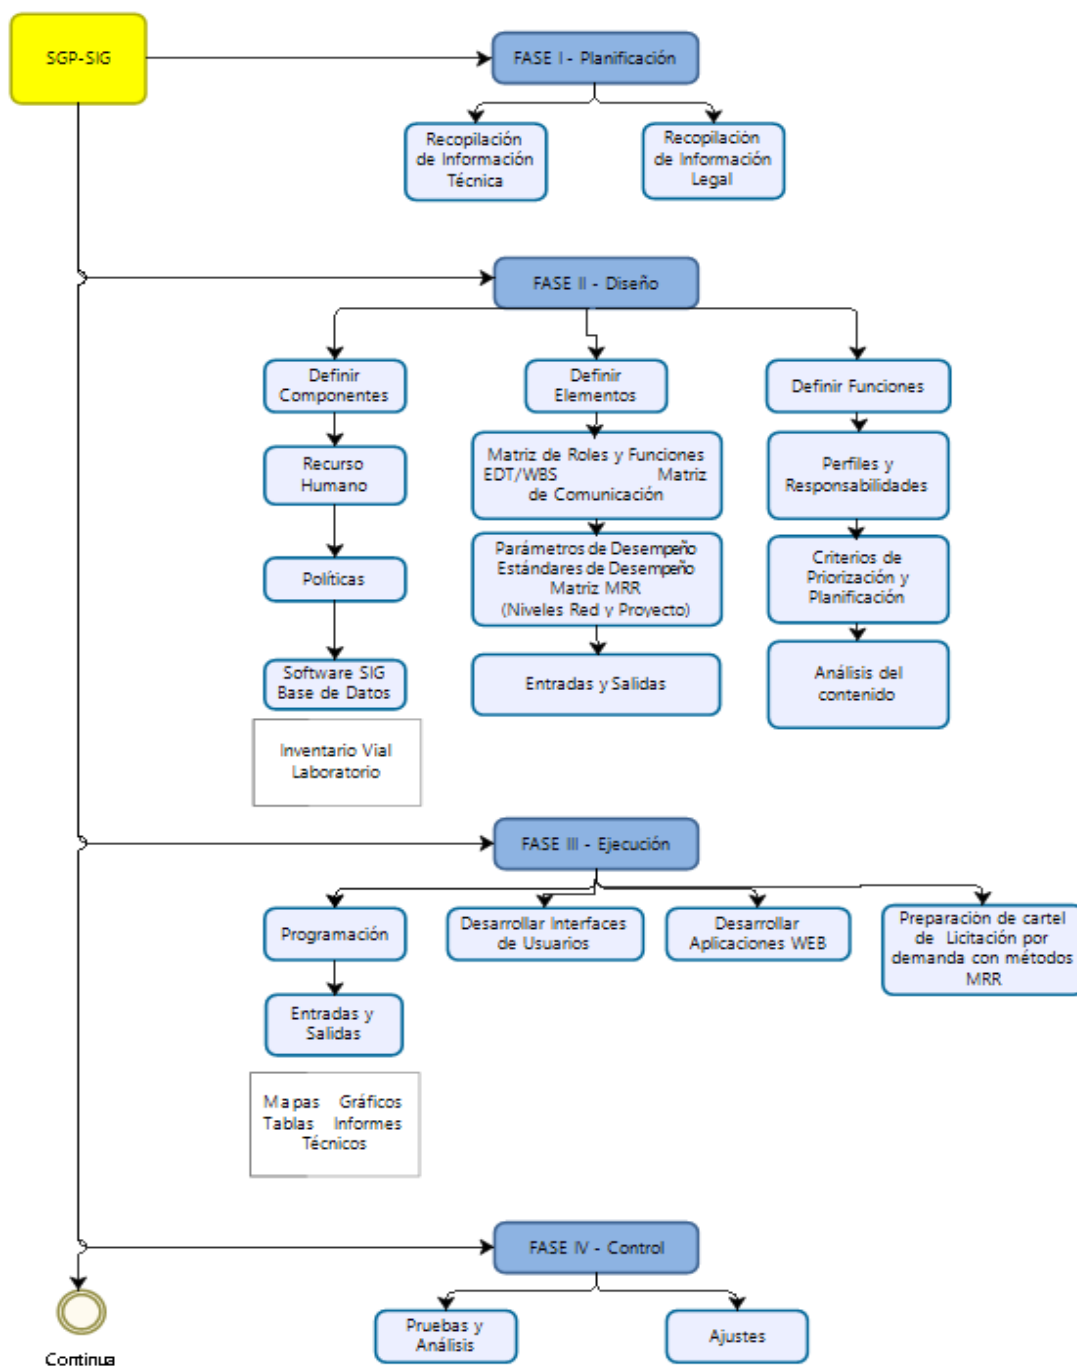 SGP-SIG
FASE I - Planificación
Recopilación
de Información
Técnica
Recopilación
de Información
Legal
FASE II - Diseño
Definir
Componentes
Definir
Elementos
Definir Funciones
Recurso
Humano
Matriz de Roles y Funciones
EDT/WBS Matriz
de Comunicación
Perfiles y
Responsabilidades
Políticas
Parámetros de Desempeño
Estándares de Desempeño
Matriz MRR
(Niveles Red y Proyecto)
Criterios de
Priorización y
Planificación
Software SIG
Base de Datos
Entradas y Salidas
Análisis del
contenido
Inventario Vial
Laboratorio
FASE III - Ejecución
Programación
Desarrollar Interfaces
de Usuarios
Desarrollar
Aplicaciones WEB
Preparación de cartel
de Licitación por
demanda con métodos
MRR
Entradas y
Salidas
Mapas Gráficos
Tablas Informes
Técnicos
FASE IV - Control
Pruebas y
Análisis
Ajustes
Continua